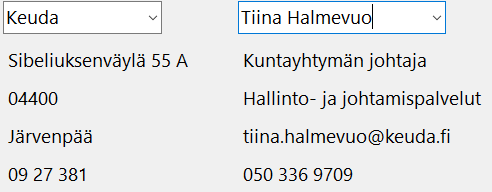 Keuda
Sibeliuksenväylä 55 A
04400
Järvenpää
09 27 381
Tiina Halmevuo
Kuntayhtymän johtaja
Hallinto- ja johtamispalvelut
tiina.halmevuo@keuda.fi
050 336 9709